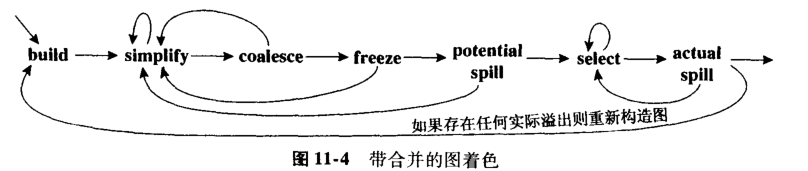 build simplify coalesce freeze potential spill select actual spill
如果存在任何实际溢出则重新构造图
图 11-4 带合并的图着色